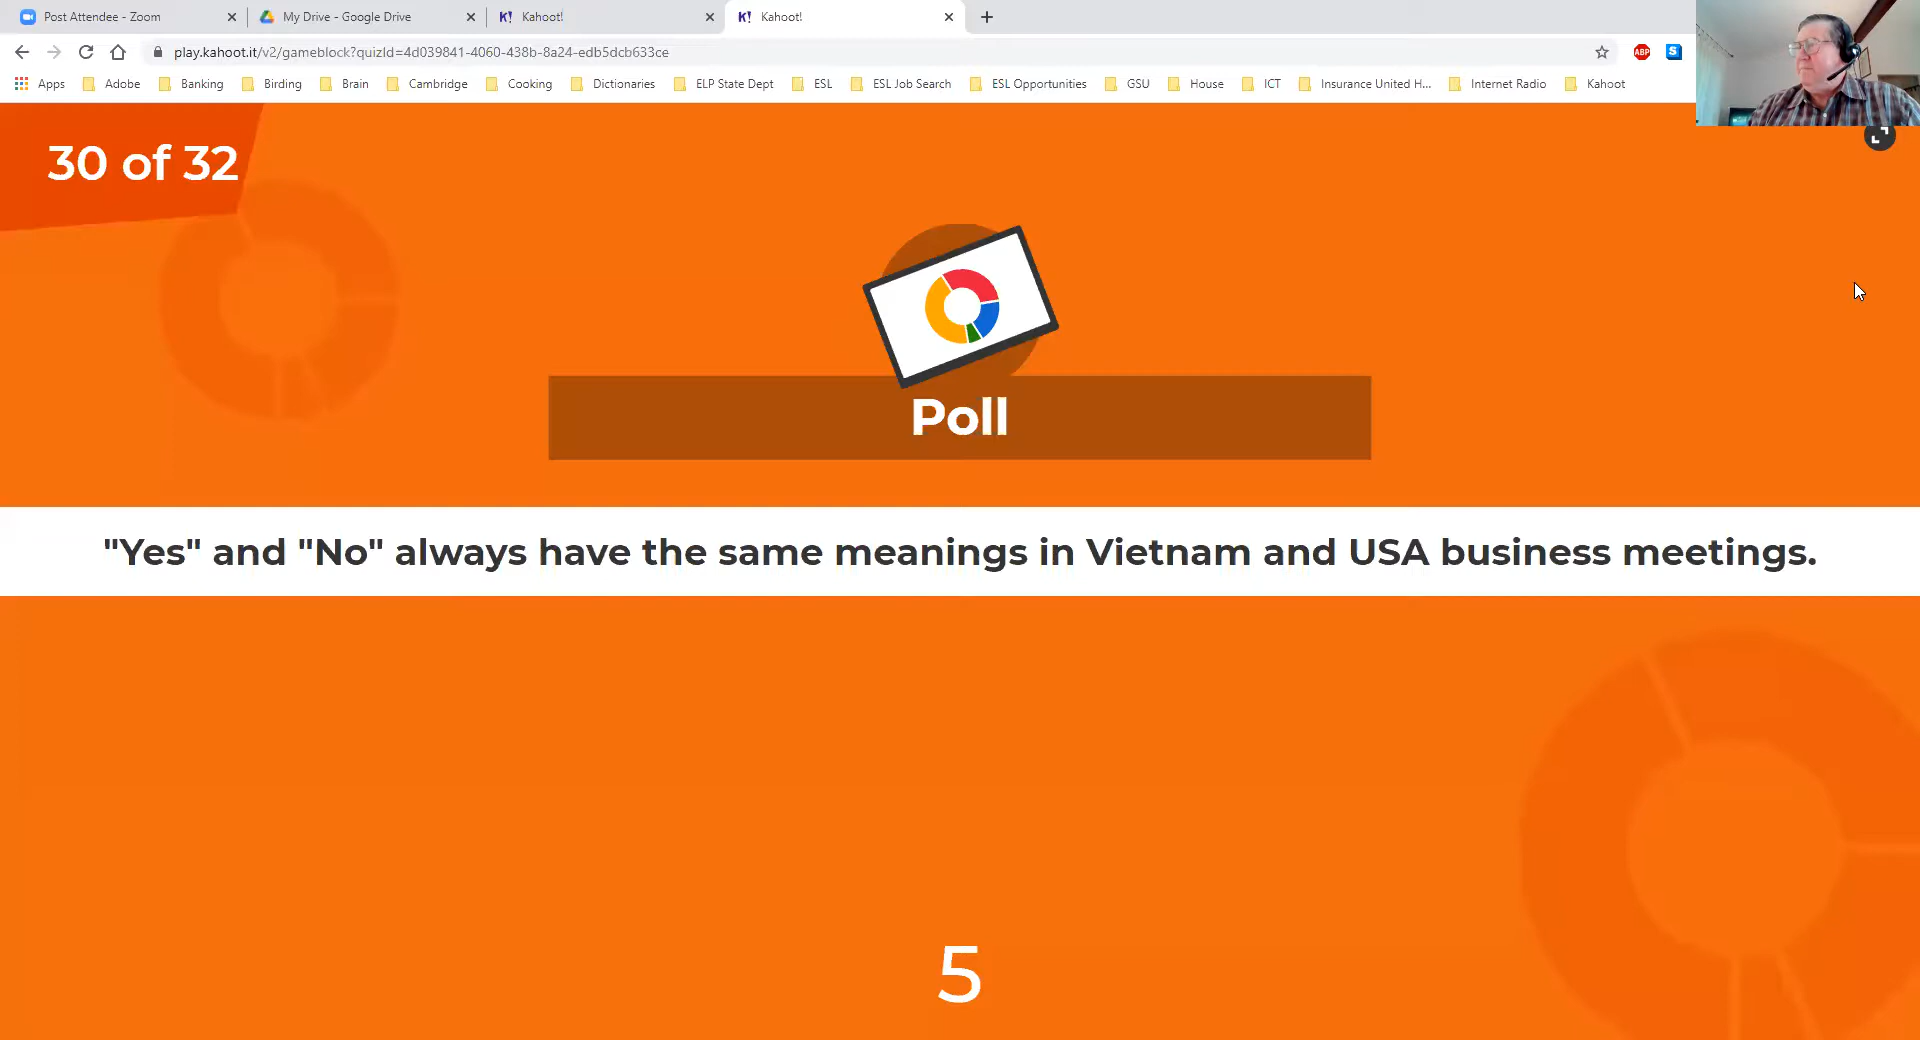 Post Attendee - Zoom
My Drive - Google Drive
K! Kahoot!
K! Kahoot!
play.kahoot.it/v2/gameblock?quizId=4d039841-4060-438b-8a24-edb5dcb633ce
ABP
S
Apps Adobe Banking Birding Brain Cambridge Cooking Dictionaries ELP State Dept ESL ESL Job Search ESL Opportunities GSU House ICT Insurance United H... Internet Radio Kahoot
30 of 32
Poll
"Yes" and "No" always have the same meanings in Vietnam and USA business meetings.
5